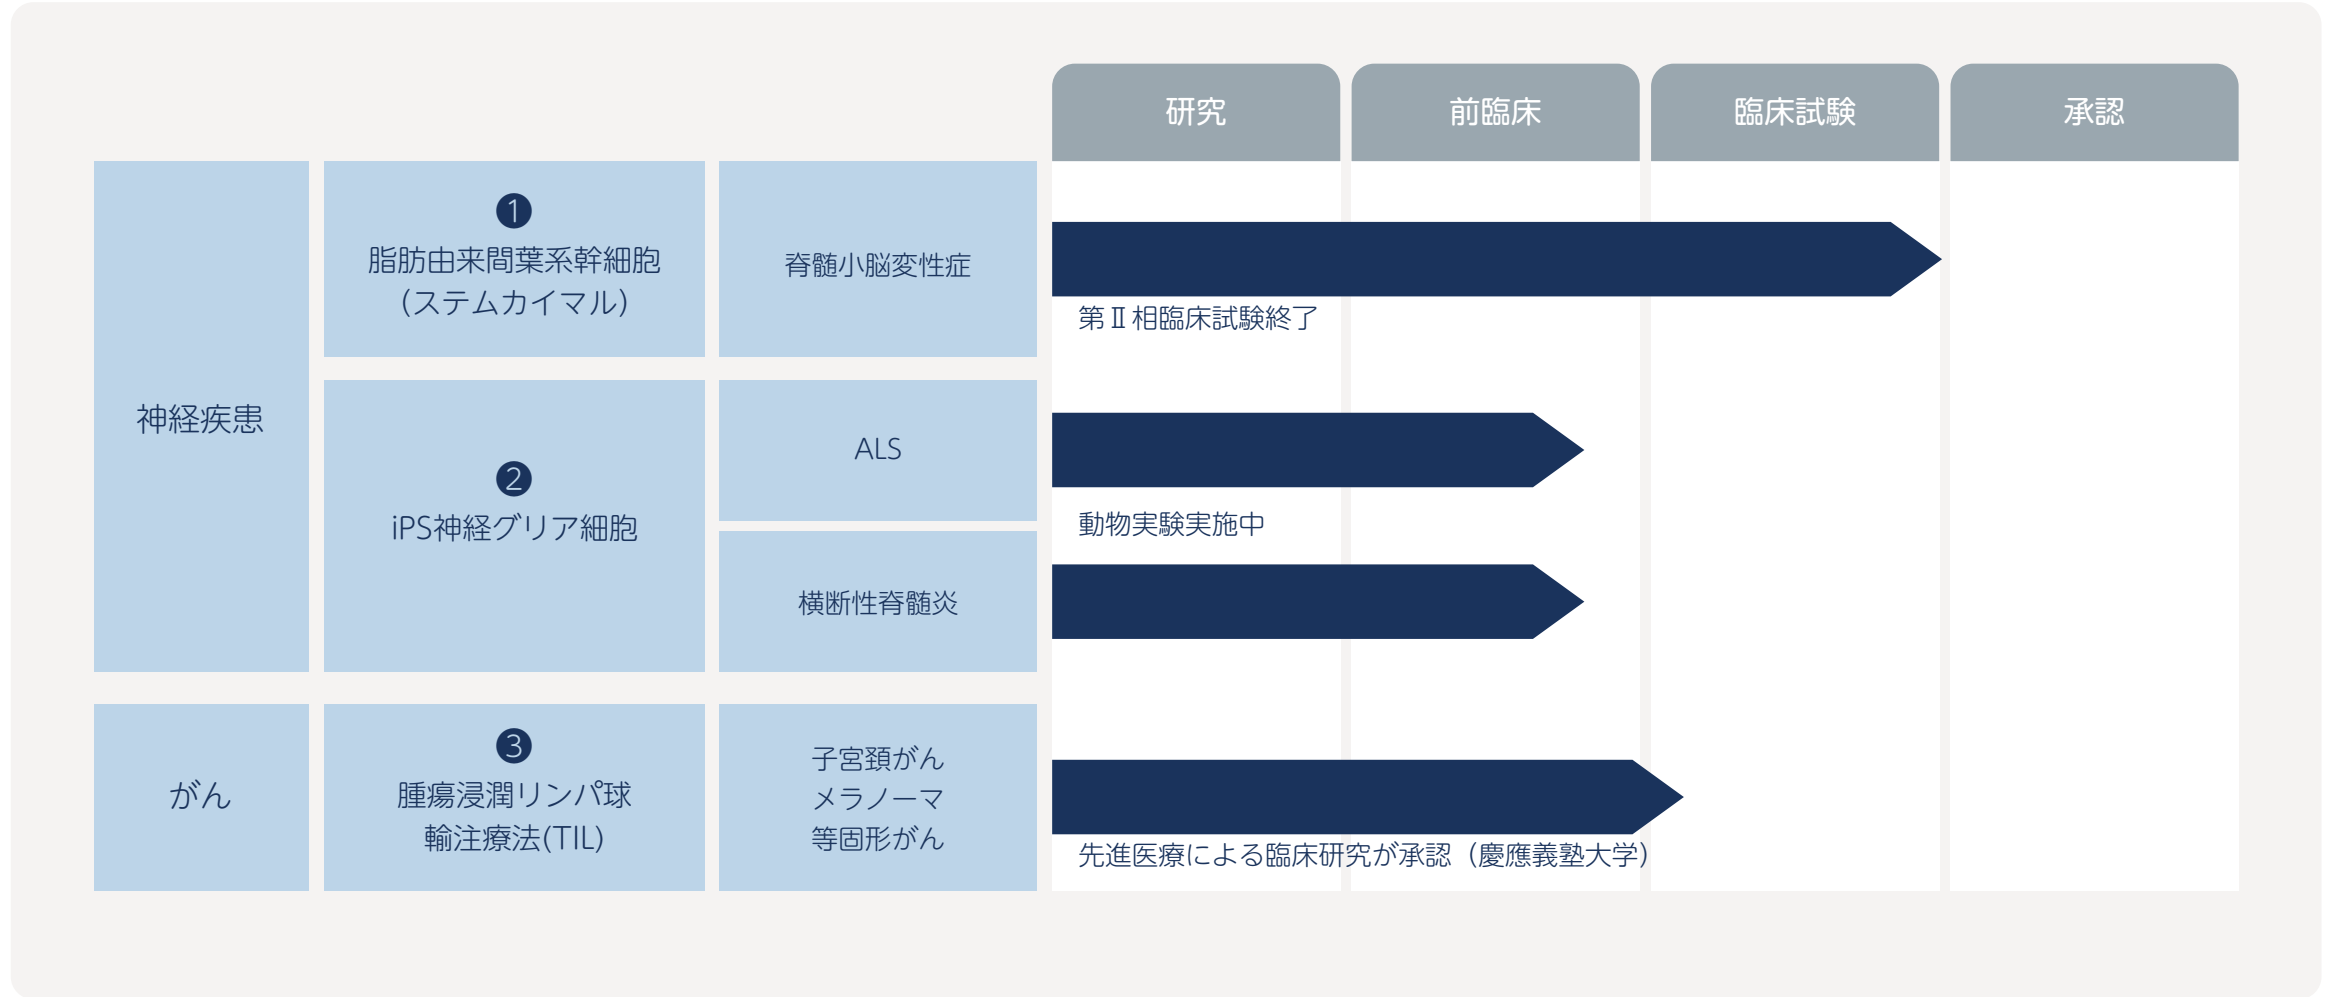 研究
前臨床
臨床試験
承認
神経疾患
❶
脂肪由来間葉系幹細胞
(ステムカイマル)
脊髄小脳変性症
第Ⅱ相臨床試験終了
❷
iPS神経グリア細胞
ALS
動物実験実施中
横断性脊髄炎
がん
❸
腫瘍浸潤リンパ球
輸注療法(TIL)
子宮頚がん
メラノーマ
等固形がん
先進医療による臨床研究が承認（慶應義塾大学）